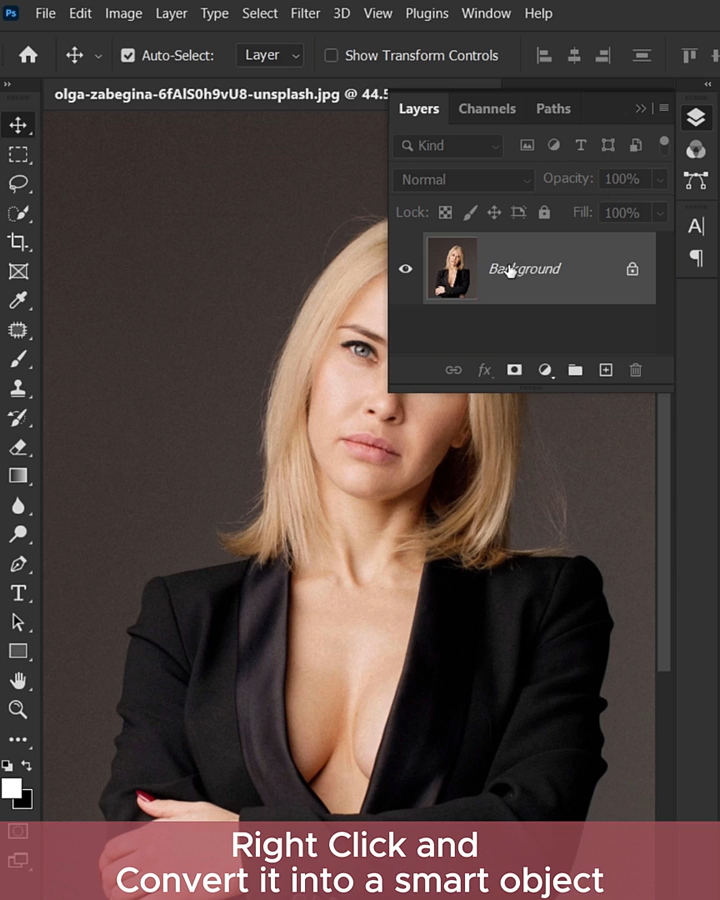 Ps File Edit Image Layer Type Select Filter 3D View Plugins Window Help
Auto-Select: Layer Show Transform Controls
olga-zabegina-6fAlS0h9vU8-unsplash.jpg @ 44.5
Layers Channels Paths
Kind
Normal Opacity: 100%
Lock: Fill: 100%
Background
Right Click and
Convert it into a smart object